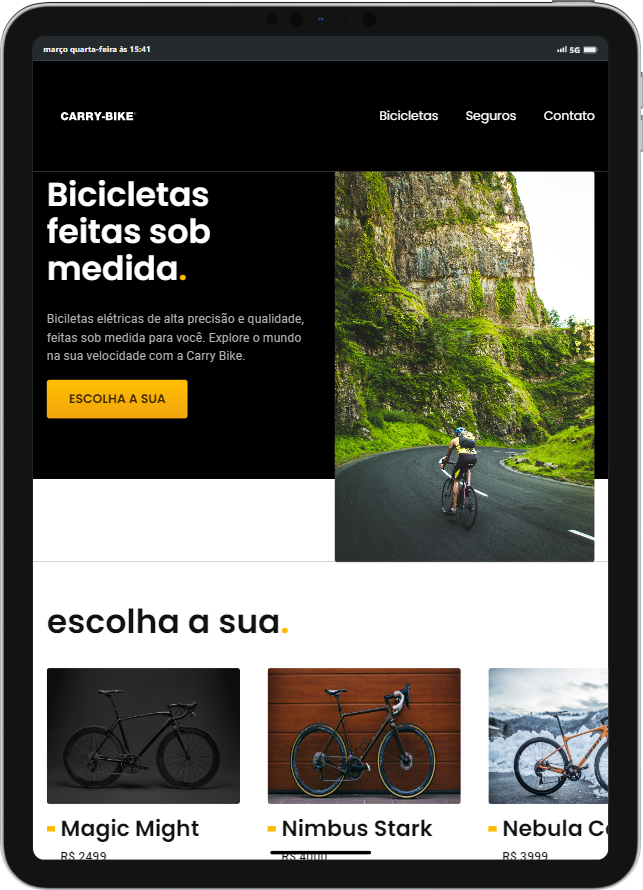 março quarta-feira às 15:41
5G
CARRY-BIKE
Bicicletas
Seguros
Contato
Bicicletas
feitas sob
medida.
Biciletas elétricas de alta precisão e qualidade,
feitas sob medida para você. Explore o mundo
na sua velocidade com a Carry Bike.
ESCOLHA A SUA
escolha a sua.
Magic Might
R$ 2499
Nimbus Stark
R$ 4000
Nebula
R$ 3999